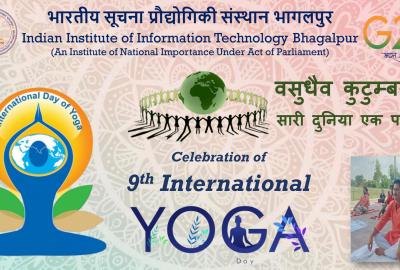 भारतीय सूचना प्रौद्योगिकी संस्थान भागलपुर
Indian Institute of Information Technology Bhagalpur
(An Institute of National Importance Under Act of Parliament)
G2
International Day of Yoga
वसुधैव कुटुम्ब
सारी दुनिया एक प
Celebration of
9th International
YOGA
Day